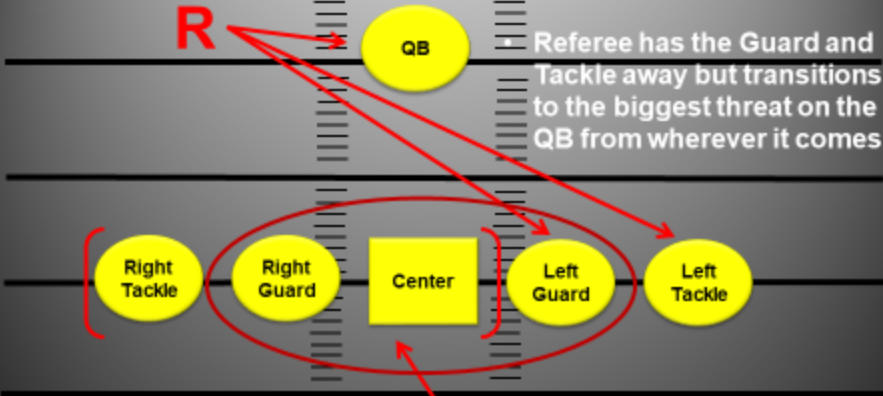 R
QB
• Referee has the Guard and
Tackle away but transitions
to the biggest threat on the
QB from wherever it comes
Right
Tackle
Right
Guard
Center
Left
Guard
Left
Tackle